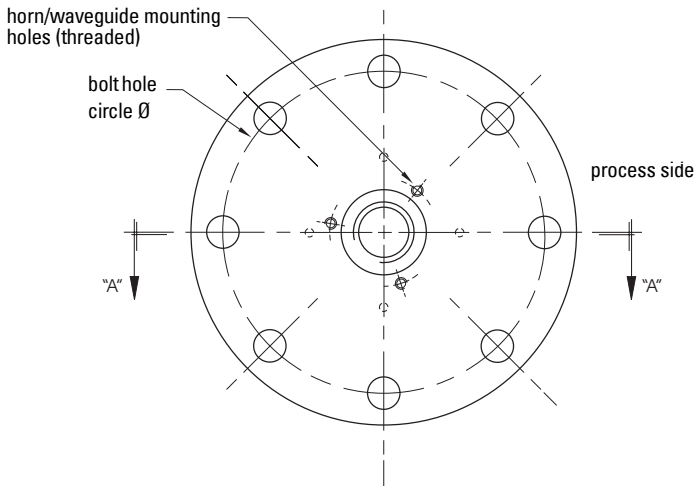 horn/waveguide mounting
holes (threaded)
bolt hole
circle Ø
process side
"A"
"A"